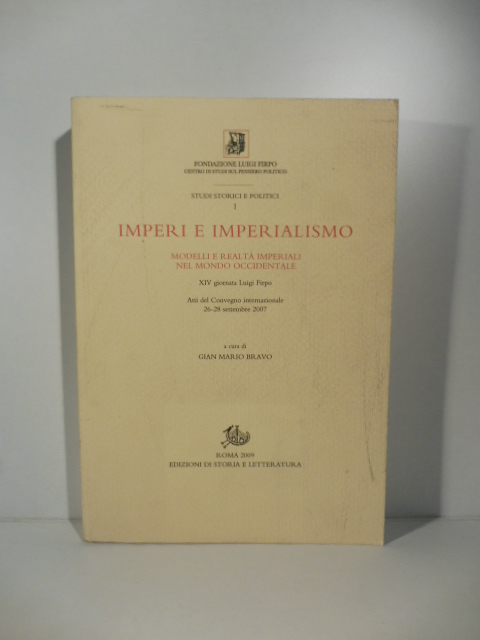 FONDAZIONE LUIGI FIRPO
CENTRO DI STUDI SUL PENSIERO POLITICO
STUDI STORICI E POLITICI
1
IMPERI E IMPERIALISMO
MODELLI E REALTÀ IMPERIALI
NEL MONDO OCCIDENTALE
XIV giornata Luigi Firpo
Atti del Convegno internazionale
26-28 settembre 2007
a cura di
GIAN MARIO BRAVO
ROMA 2009
EDIZIONI DI STORIA E LETTERATURA